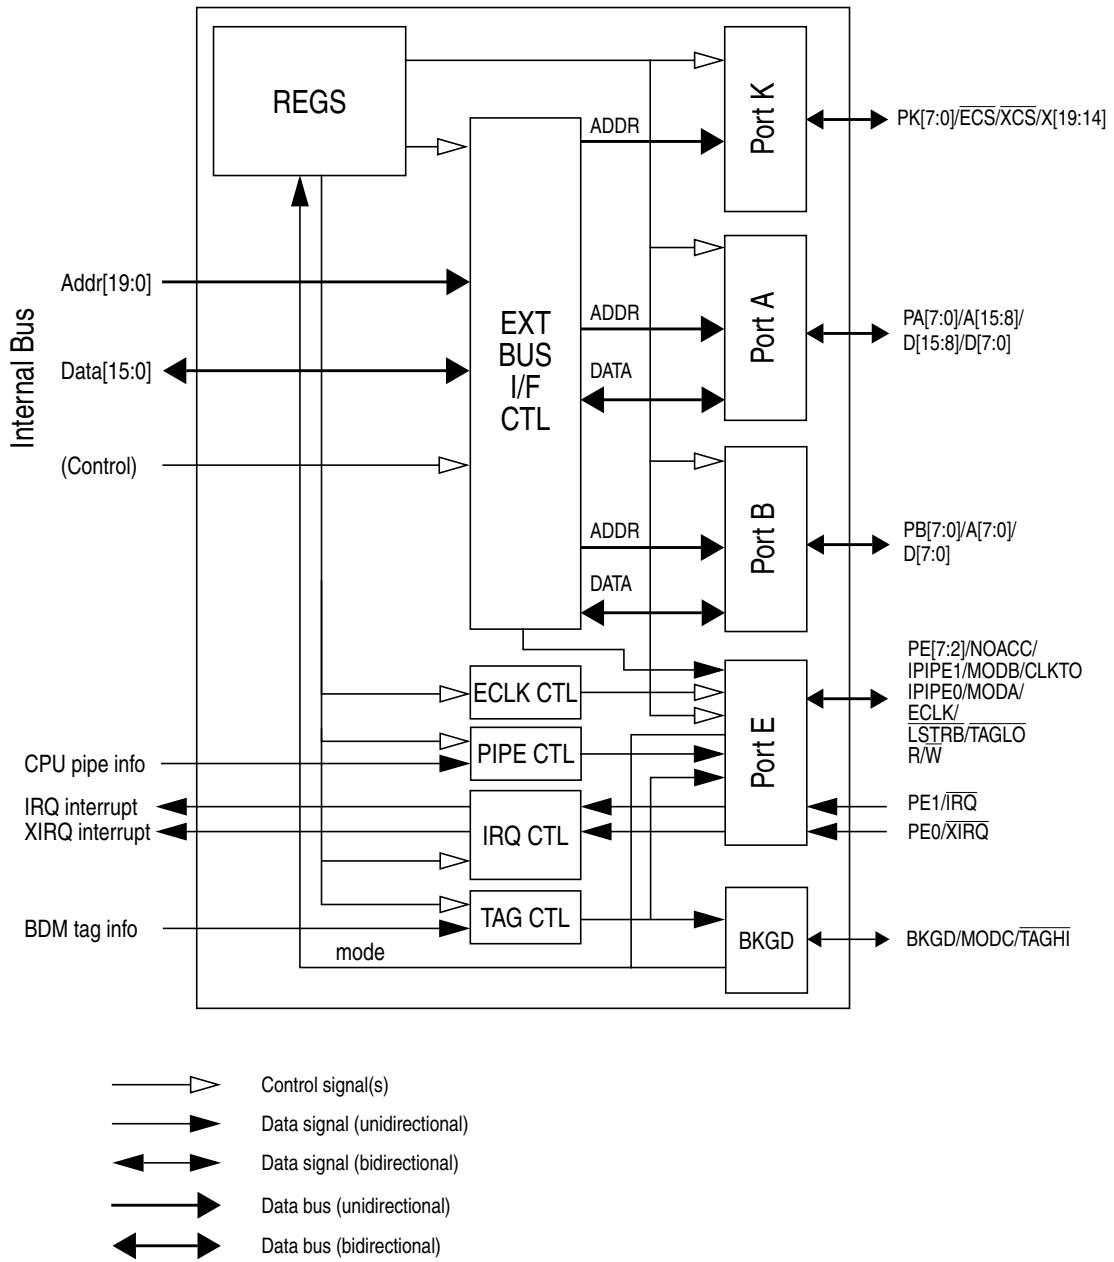 REGS
Port K
ADDR
PK[7:0]/ECS/XCS/X[19:14]
Internal Bus
Addr[19:0]
Data[15:0]
(Control)
EXT
BUS
I/F
CTL
ADDR
DATA
Port A
PA[7:0]/A[15:8]/
D[15:8]/D[7:0]
ADDR
DATA
Port B
PB[7:0]/A[7:0]/
D[7:0]
ECLK CTL
PIPE CTL
IRQ CTL
TAG CTL
Port E
PE[7:2]/NOACC/
IPIPE1/MODB/CLKTO
IPIPE0/MODA/
ECLK/
LSTRB/TAGLO
R/W
CPU pipe info
IRQ interrupt
XIRQ interrupt
PE1/IRQ
PE0/XIRQ
BDM tag info
mode
BKGD
BKGD/MODC/TAGHI
Control signal(s)
Data signal (unidirectional)
Data signal (bidirectional)
Data bus (unidirectional)
Data bus (bidirectional)